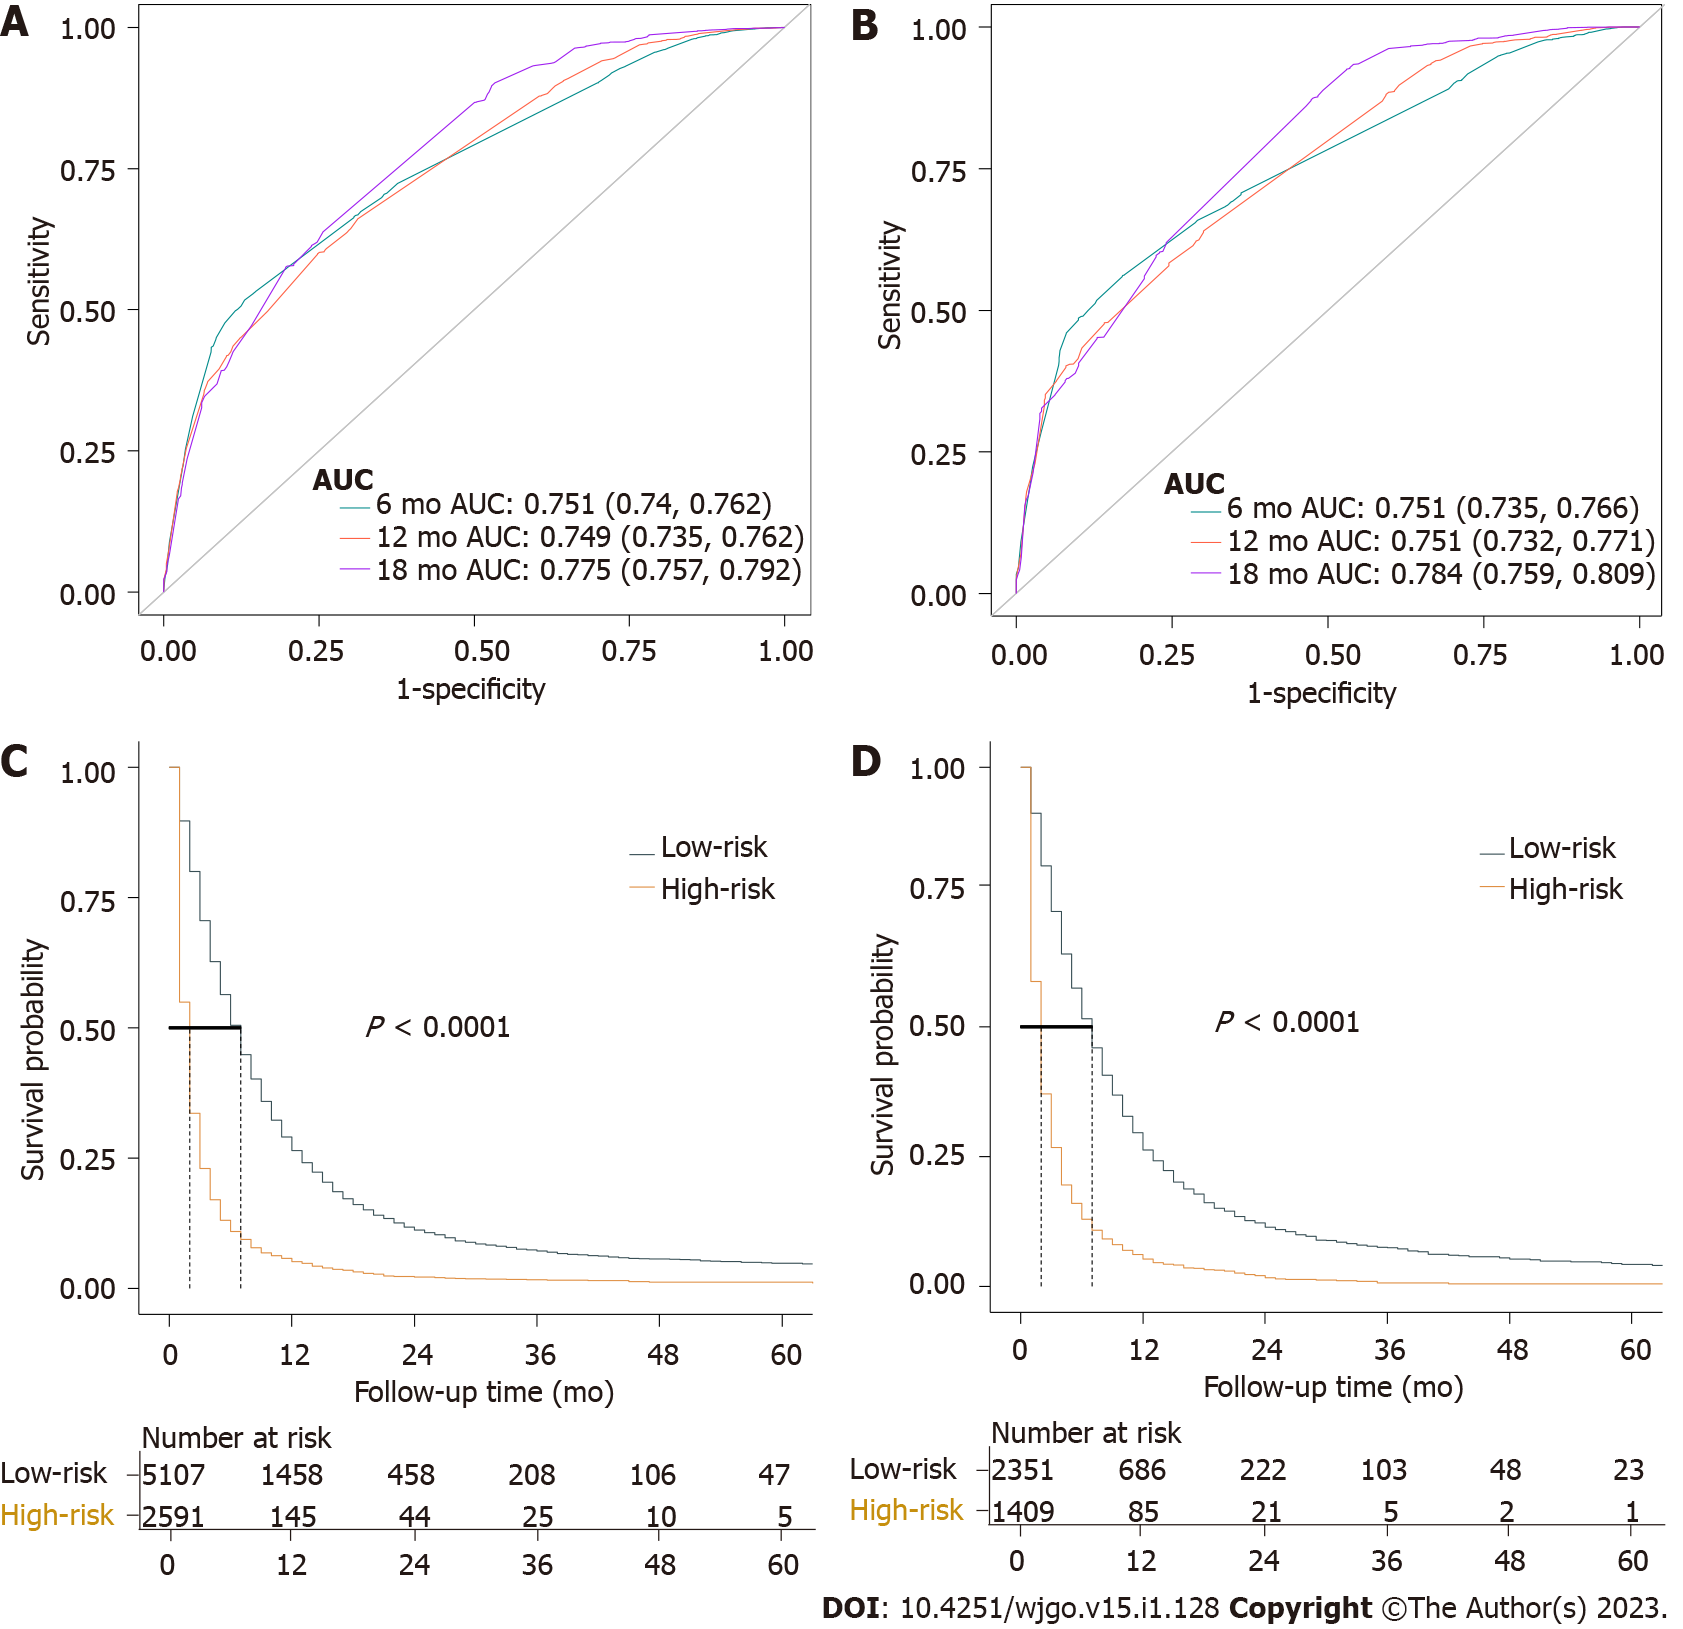 A
1.00
0.75
0.50
0.25
0.00
Sensitivity
AUC
6 mo AUC: 0.751 (0.74, 0.762)
12 mo AUC: 0.749 (0.735, 0.762)
18 mo AUC: 0.775 (0.757, 0.792)
0.00 0.25 0.50 0.75 1.00
1-specificity
B
1.00
0.75
0.50
0.25
0.00
Sensitivity
AUC
6 mo AUC: 0.751 (0.735, 0.766)
12 mo AUC: 0.751 (0.732, 0.771)
18 mo AUC: 0.784 (0.759, 0.809)
0.00 0.25 0.50 0.75 1.00
1-specificity
C
1.00
0.75
0.50
0.25
0.00
Survival probability
Low-risk
High-risk
P < 0.0001
0 12 24 36 48 60
Follow-up time (mo)
Number at risk
Low-risk 5107 1458 458 208 106 47
High-risk 2591 145 44 25 10 5
0 12 24 36 48 60
D
1.00
0.75
0.50
0.25
0.00
Survival probability
Low-risk
High-risk
P < 0.0001
0 12 24 36 48 60
Follow-up time (mo)
Number at risk
Low-risk 2351 686 222 103 48 23
High-risk 1409 85 21 5 2 1
0 12 24 36 48 60
DOI: 10.4251/wjgo.v15.i1.128 Copyright ©The Author(s) 2023.